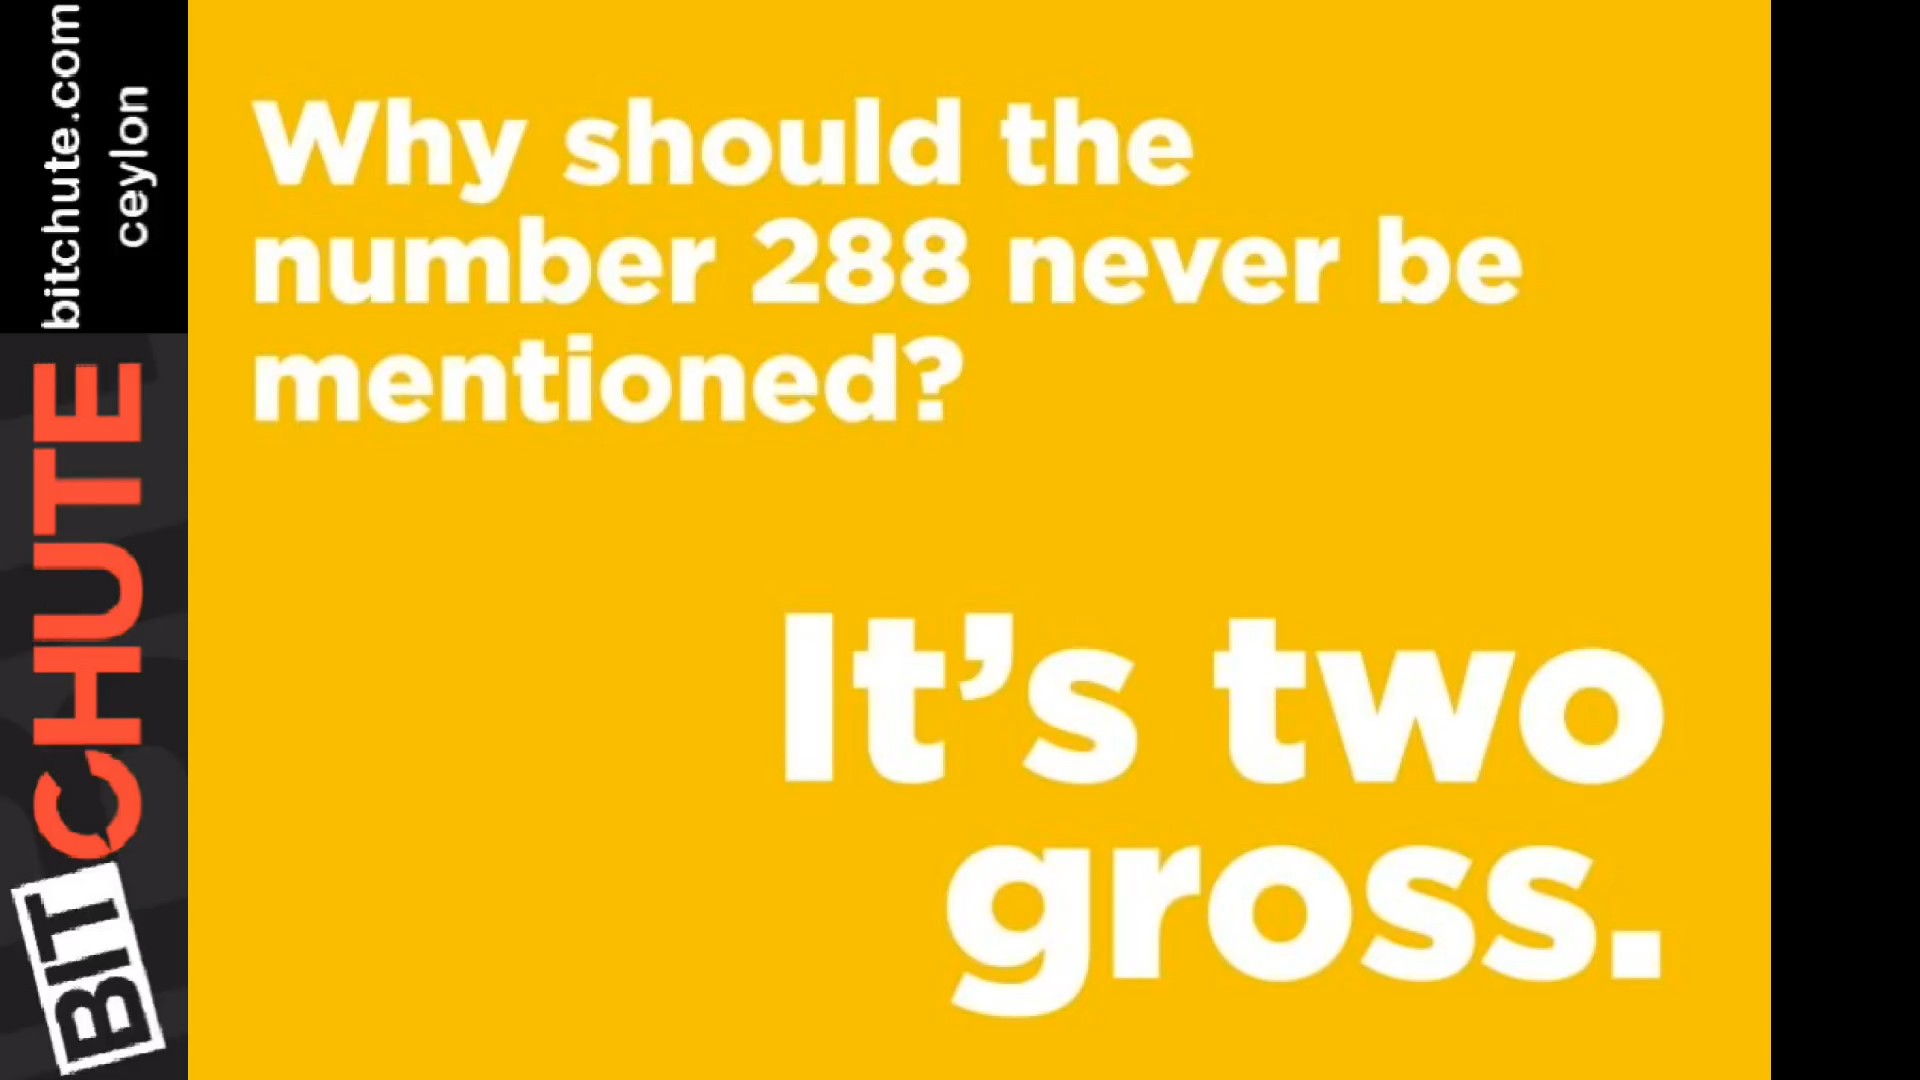 bitchute.com
ceylon
BITCHUTE
Why should the
number 288 never be
mentioned?
It’s two
gross.